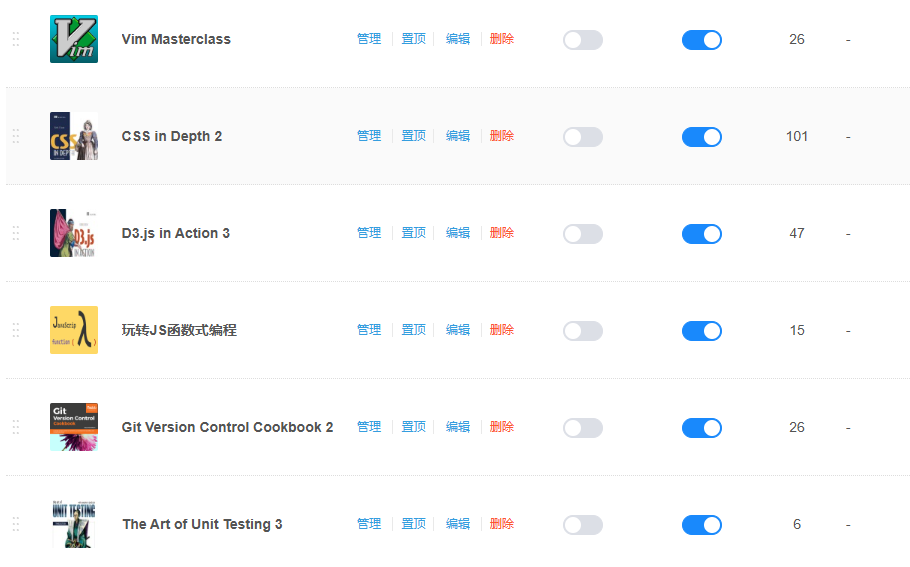 Vim
Vim Masterclass 管理 置顶 编辑 删除 26 -
CSS
IN DEPTH
CSS in Depth 2 管理 置顶 编辑 删除 101 -
D3.js
IN ACTION
D3.js in Action 3 管理 置顶 编辑 删除 47 -
JavaScrip
λ
function ( )
玩转JS函数式编程 管理 置顶 编辑 删除 15 -
Git
Version Control
Cookbook
Git Version Control Cookbook 2 管理 置顶 编辑 删除 26 -
UNIT TESTING
The Art of Unit Testing 3 管理 置顶 编辑 删除 6 -